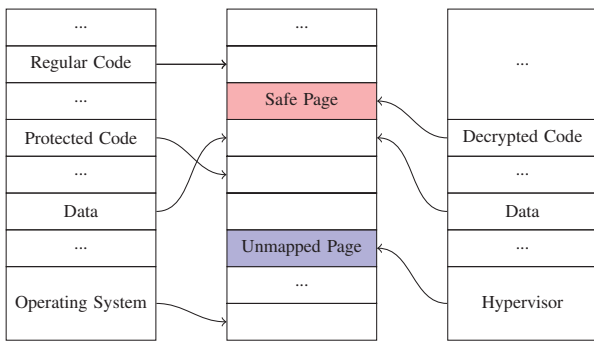 ...
Regular Code
...
Protected Code
...
Data
...
Operating System
...
Safe Page
Unmapped Page
...
...
Decrypted Code
...
Data
...
Hypervisor